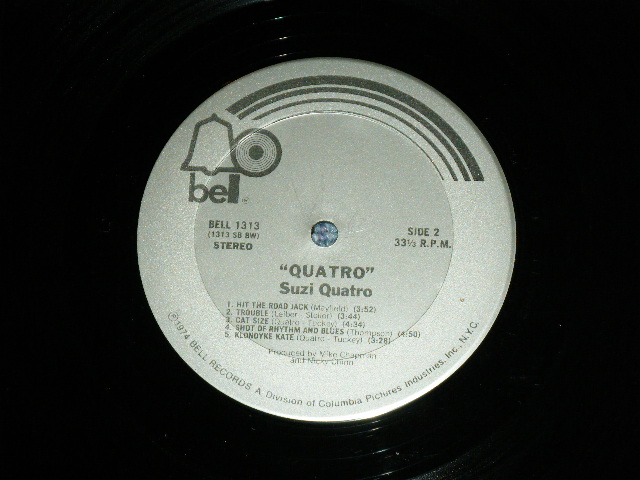 bell
BELL 1313
(1313 SB BW)
STEREO
SIDE 2
33⅓ R.P.M.
"QUATRO"
Suzi Quatro
1. HIT THE ROAD JACK (Mayfield) (3:52)
2. TROUBLE (Leiber - Stoller) (3:44)
3. CAT SIZE (Quatro - Tuckey) (4:34)
4. SHOT OF RHYTHM AND BLUES (Thompson) (4:50)
5. KLONDYKE KATE (Quatro - Tuckey) (3:28)
Produced by Mike Chapman
and Nicky Chinn
©1974 BELL RECORDS A Division of Columbia Pictures Industries, Inc., N.Y.C.